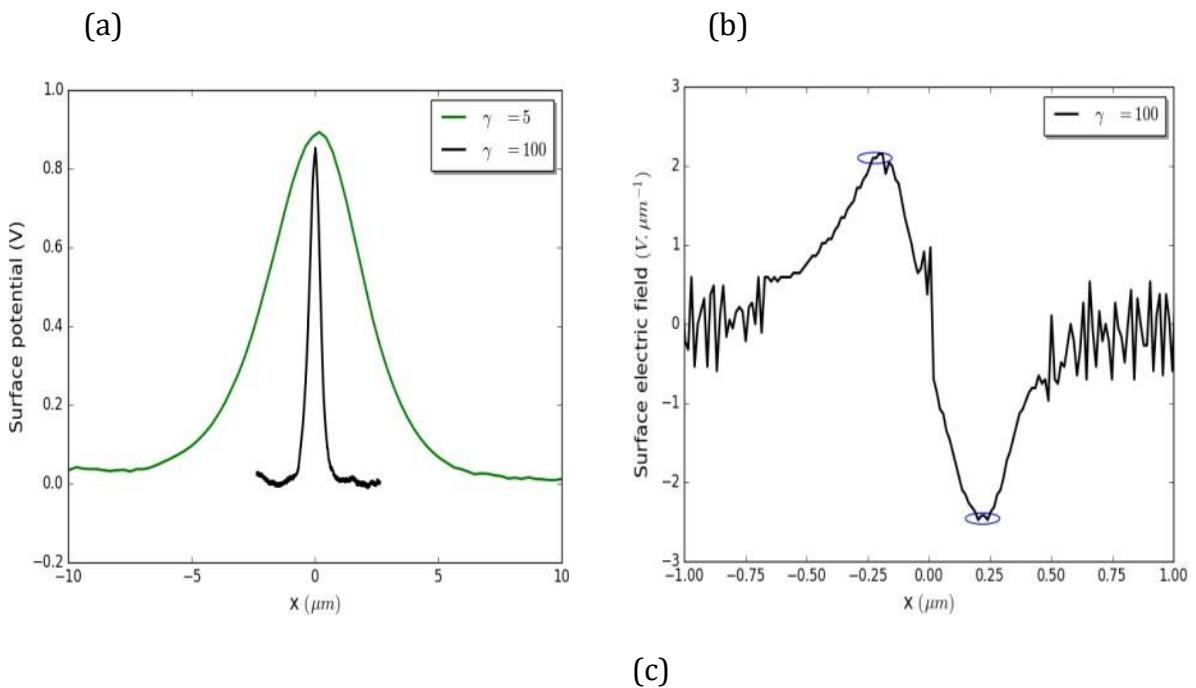 (a)
(b)
1.0
0.8
0.6
0.4
0.2
0.0
−0.2
−10
−5
0
5
10
Surface potential (V)
X (μm)
γ = 5
γ = 100
3
2
1
0
−1
−2
−3
−1.00
−0.75
−0.50
−0.25
0.00
0.25
0.50
0.75
1.00
Surface electric field (V. μm⁻¹)
X (μm)
γ = 100
(c)